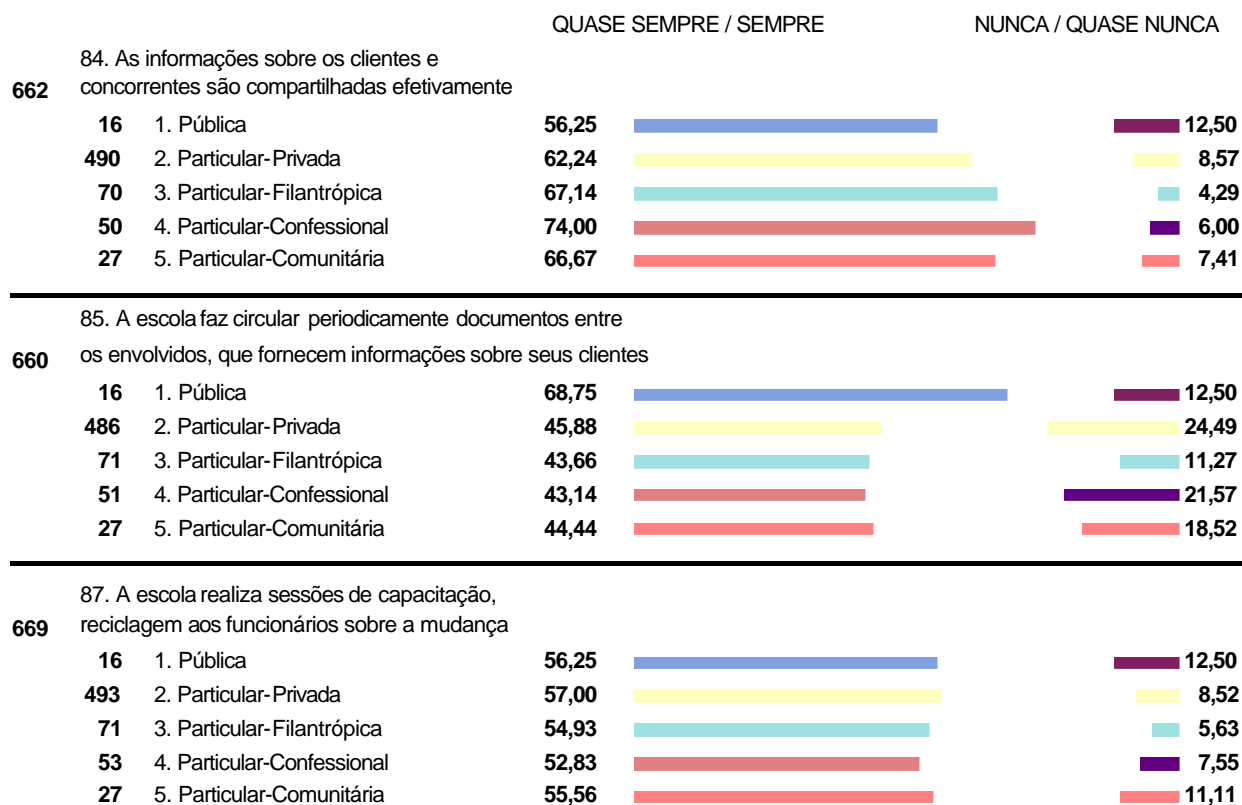 QUASE SEMPRE / SEMPRE NUNCA / QUASE NUNCA
84. As informações sobre os clientes e
662 concorrentes são compartilhadas efetivamente
16 1. Pública 56,25 12,50
490 2. Particular-Privada 62,24 8,57
70 3. Particular-Filantrópica 67,14 4,29
50 4. Particular-Confessional 74,00 6,00
27 5. Particular-Comunitária 66,67 7,41
85. A escola faz circular periodicamente documentos entre
660 os envolvidos, que fornecem informações sobre seus clientes
16 1. Pública 68,75 12,50
486 2. Particular-Privada 45,88 24,49
71 3. Particular-Filantrópica 43,66 11,27
51 4. Particular-Confessional 43,14 21,57
27 5. Particular-Comunitária 44,44 18,52
87. A escola realiza sessões de capacitação,
669 reciclagem aos funcionários sobre a mudança
16 1. Pública 56,25 12,50
493 2. Particular-Privada 57,00 8,52
71 3. Particular-Filantrópica 54,93 5,63
53 4. Particular-Confessional 52,83 7,55
27 5. Particular-Comunitária 55,56 11,11